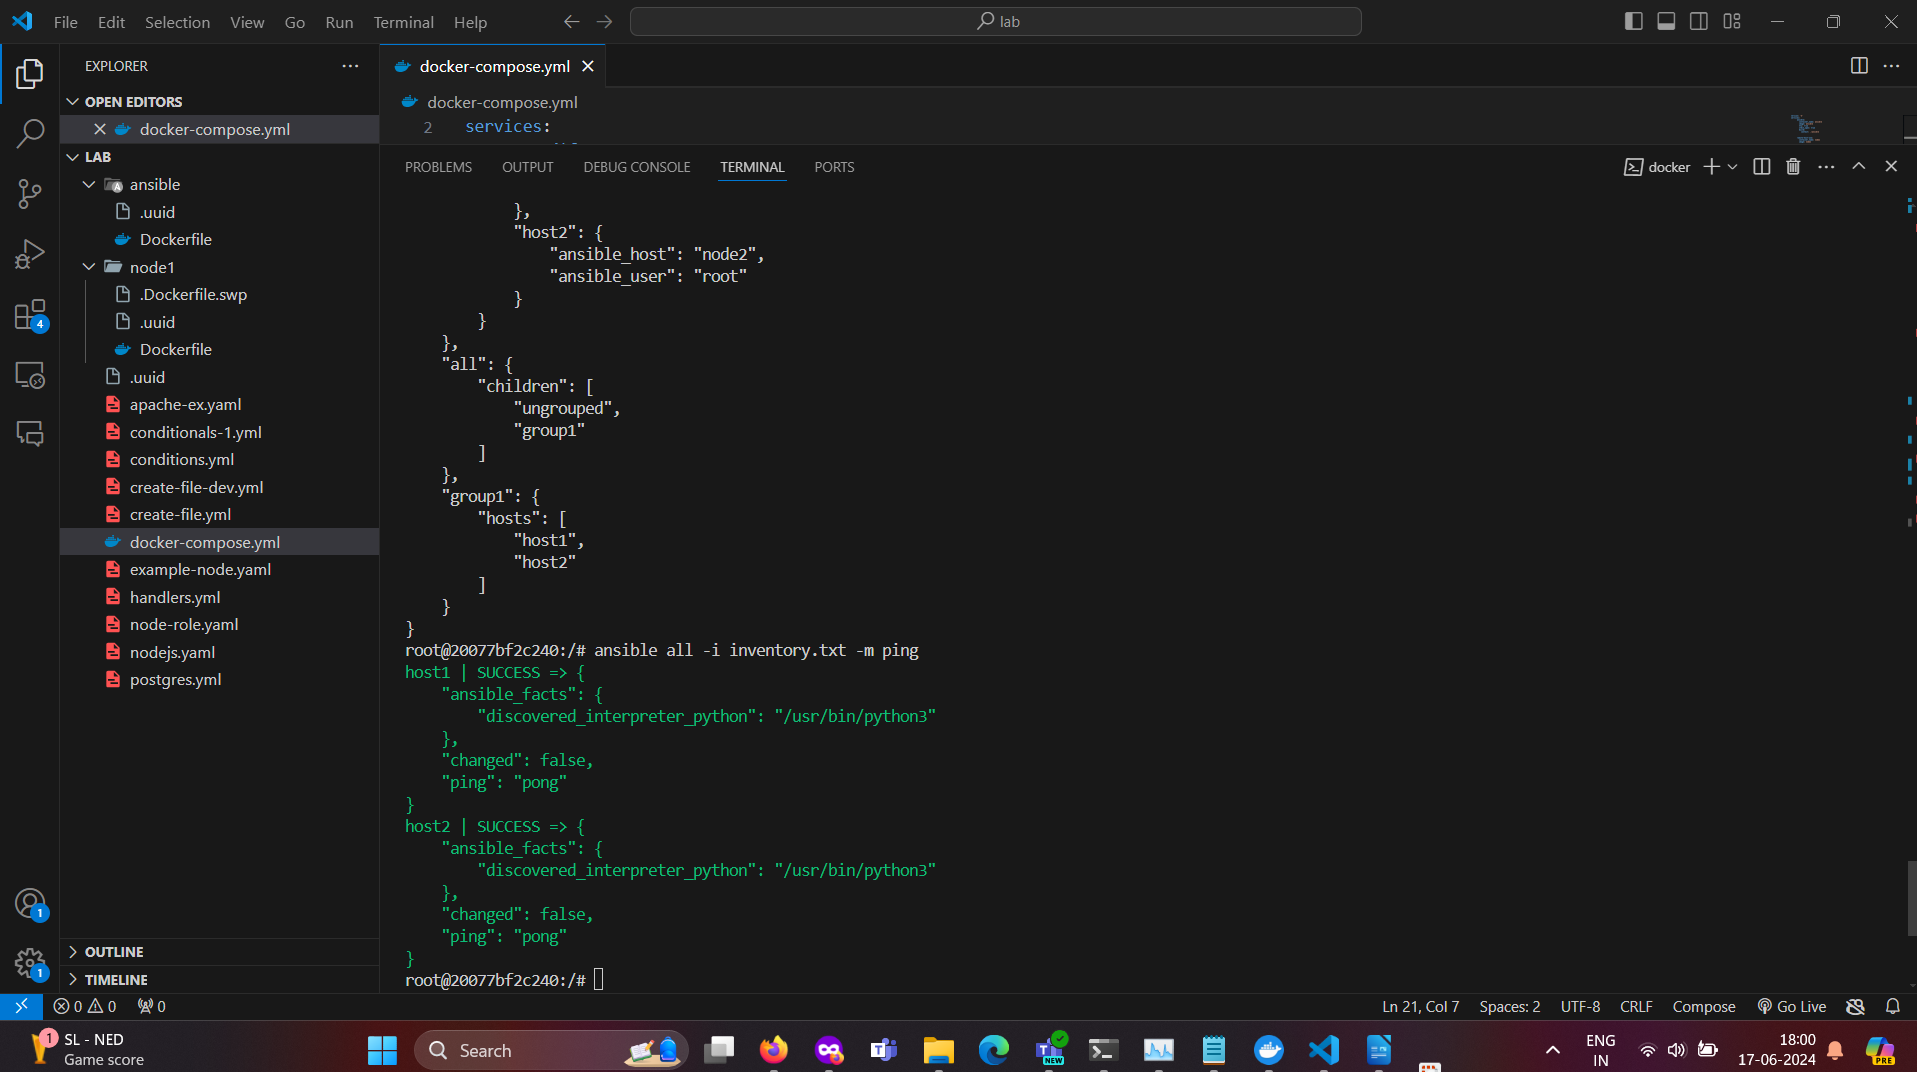 File Edit Selection View Go Run Terminal Help
lab
EXPLORER
OPEN EDITORS
docker-compose.yml
LAB
ansible
.uuid
Dockerfile
node1
.Dockerfile.swp
.uuid
Dockerfile
.uuid
apache-ex.yaml
conditionals-1.yml
conditions.yml
create-file-dev.yml
create-file.yml
docker-compose.yml
example-node.yaml
handlers.yml
node-role.yaml
nodejs.yaml
postgres.yml
OUTLINE
TIMELINE
4
1
1
docker-compose.yml
docker-compose.yml
2 services:
PROBLEMS OUTPUT DEBUG CONSOLE TERMINAL PORTS
docker
},
"host2": {
"ansible_host": "node2",
"ansible_user": "root"
}
}
},
"all": {
"children": [
"ungrouped",
"group1"
]
},
"group1": {
"hosts": [
"host1",
"host2"
]
}
}
root@20077bf2c240:/# ansible all -i inventory.txt -m ping
host1 | SUCCESS => {
"ansible_facts": {
"discovered_interpreter_python": "/usr/bin/python3"
},
"changed": false,
"ping": "pong"
}
host2 | SUCCESS => {
"ansible_facts": {
"discovered_interpreter_python": "/usr/bin/python3"
},
"changed": false,
"ping": "pong"
}
root@20077bf2c240:/#
0 0 0
Ln 21, Col 7 Spaces: 2 UTF-8 CRLF Compose Go Live
1
SL - NED
Game score
Search
NEW
ENG
IN
18:00
17-06-2024
PRE